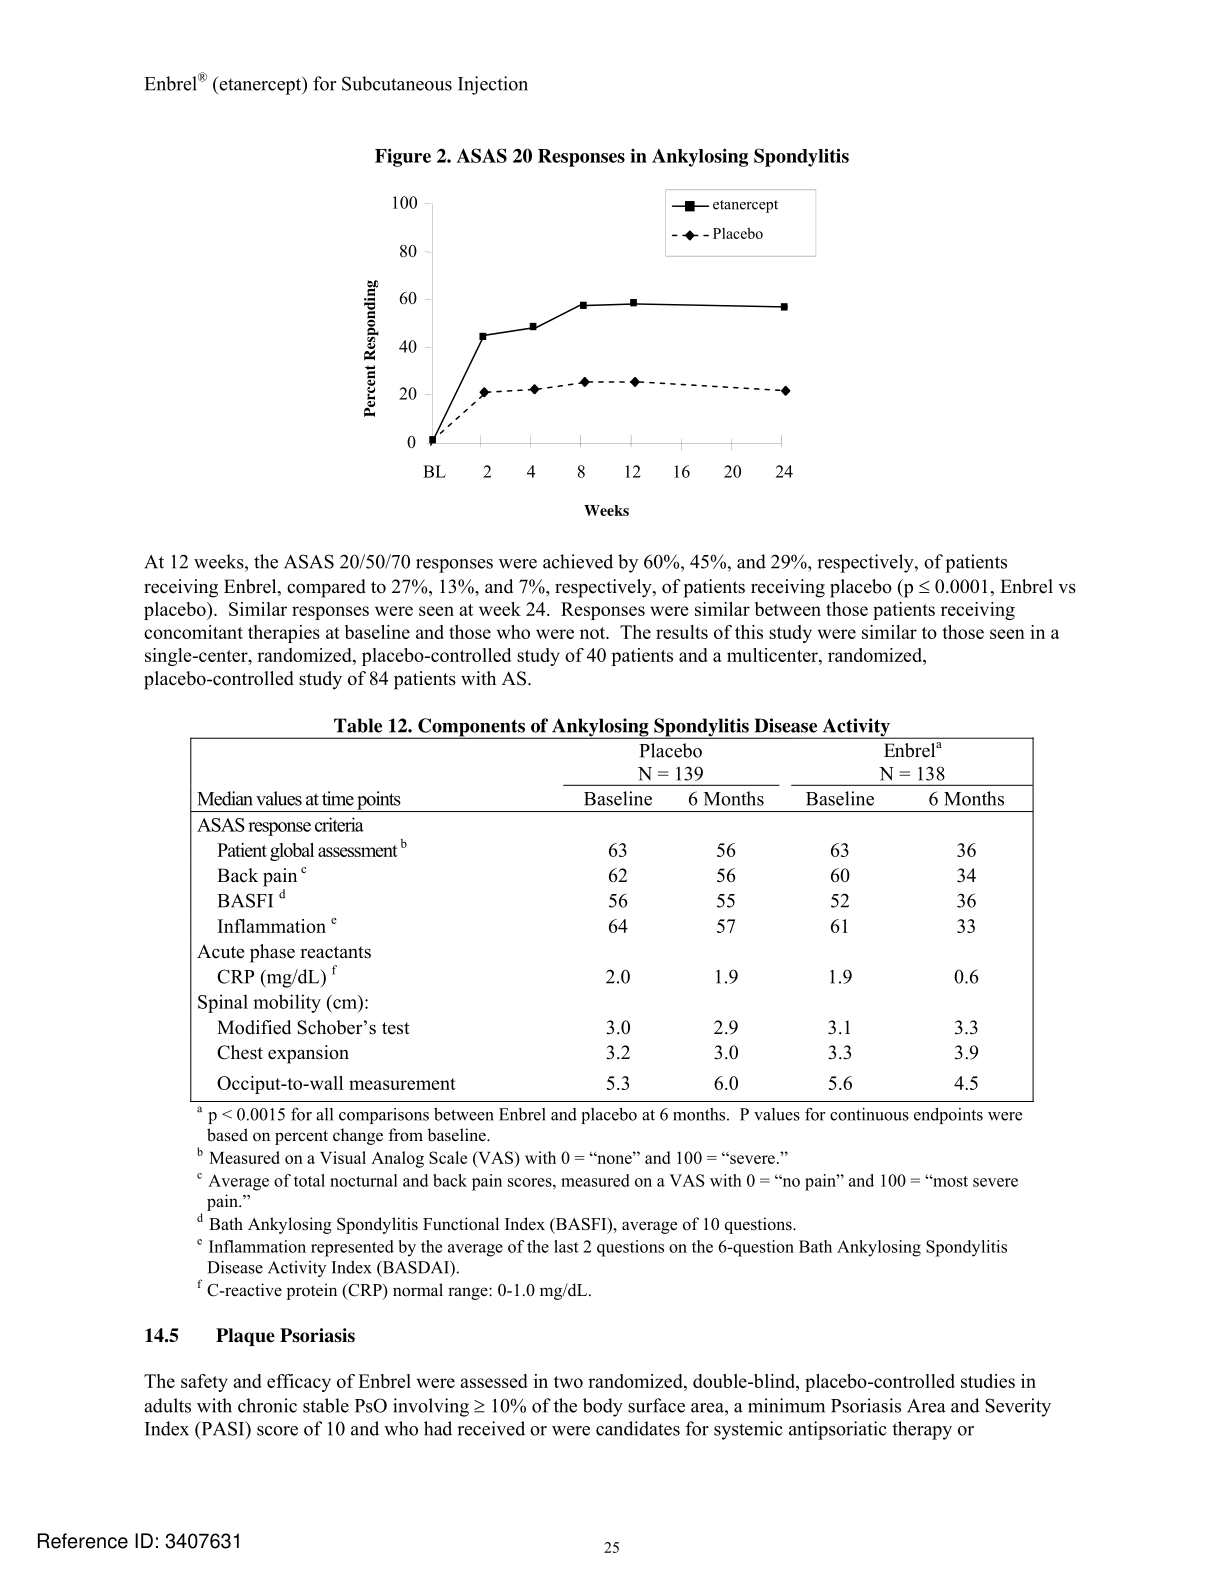 Enbrel® (etanercept) for Subcutaneous Injection
Figure 2. ASAS 20 Responses in Ankylosing Spondylitis
100
80
60
40
20
0
Percent Responding
etanercept
Placebo
BL 2 4 8 12 16 20 24
Weeks
At 12 weeks, the ASAS 20/50/70 responses were achieved by 60%, 45%, and 29%, respectively, of patients
receiving Enbrel, compared to 27%, 13%, and 7%, respectively, of patients receiving placebo (p ≤ 0.0001, Enbrel vs
placebo).  Similar responses were seen at week 24.  Responses were similar between those patients receiving
concomitant therapies at baseline and those who were not.  The results of this study were similar to those seen in a
single-center, randomized, placebo-controlled study of 40 patients and a multicenter, randomized,
placebo-controlled study of 84 patients with AS.
Table 12. Components of Ankylosing Spondylitis Disease Activity
Placebo Enbrel^a
N = 139 N = 138
Median values at time points Baseline 6 Months Baseline 6 Months
ASAS response criteria
Patient global assessment ^b 63 56 63 36
Back pain ^c 62 56 60 34
BASFI ^d 56 55 52 36
Inflammation ^e 64 57 61 33
Acute phase reactants
CRP (mg/dL) ^f 2.0 1.9 1.9 0.6
Spinal mobility (cm):
Modified Schober’s test 3.0 2.9 3.1 3.3
Chest expansion 3.2 3.0 3.3 3.9
Occiput-to-wall measurement 5.3 6.0 5.6 4.5
^a p < 0.0015 for all comparisons between Enbrel and placebo at 6 months.  P values for continuous endpoints were
based on percent change from baseline.
^b Measured on a Visual Analog Scale (VAS) with 0 = “none” and 100 = “severe.”
^c Average of total nocturnal and back pain scores, measured on a VAS with 0 = “no pain” and 100 = “most severe
pain.”
^d Bath Ankylosing Spondylitis Functional Index (BASFI), average of 10 questions.
^e Inflammation represented by the average of the last 2 questions on the 6-question Bath Ankylosing Spondylitis
Disease Activity Index (BASDAI).
^f C-reactive protein (CRP) normal range: 0-1.0 mg/dL.
14.5 Plaque Psoriasis
The safety and efficacy of Enbrel were assessed in two randomized, double-blind, placebo-controlled studies in
adults with chronic stable PsO involving ≥ 10% of the body surface area, a minimum Psoriasis Area and Severity
Index (PASI) score of 10 and who had received or were candidates for systemic antipsoriatic therapy or
Reference ID: 3407631
25